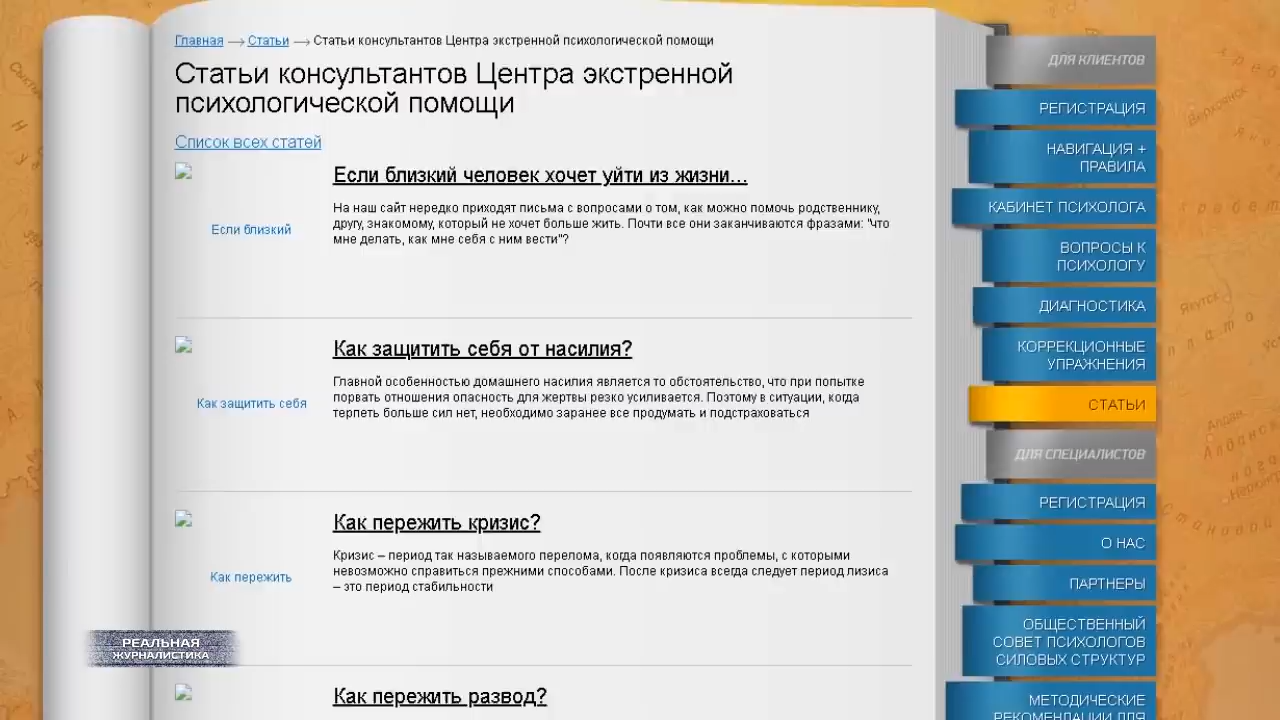 Главная → Статьи → Статьи консультантов Центра экстренной психологической помощи
Статьи консультантов Центра экстренной
психологической помощи
Список всех статей
Если близкий
Если близкий человек хочет уйти из жизни...
На наш сайт нередко приходят письма с вопросами о том, как можно помочь родственнику,
другу, знакомому, который не хочет больше жить. Почти все они заканчиваются фразами: "что
мне делать, как мне себя с ним вести"?
Как защитить себя
Как защитить себя от насилия?
Главной особенностью домашнего насилия является то обстоятельство, что при попытке
порвать отношения опасность для жертвы резко усиливается. Поэтому в ситуации, когда
терпеть больше сил нет, необходимо заранее все продумать и подстраховаться
Как пережить
Как пережить кризис?
Кризис – период так называемого перелома, когда появляются проблемы, с которыми
невозможно справиться прежними способами. После кризиса всегда следует период лизиса
– это период стабильности
Как пережить развод?
РЕАЛЬНАЯ
ЖУРНАЛИСТИКА
ДЛЯ КЛИЕНТОВ
РЕГИСТРАЦИЯ
НАВИГАЦИЯ +
ПРАВИЛА
КАБИНЕТ ПСИХОЛОГА
ВОПРОСЫ К
ПСИХОЛОГУ
ДИАГНОСТИКА
КОРРЕКЦИОННЫЕ
УПРАЖНЕНИЯ
СТАТЬИ
ДЛЯ СПЕЦИАЛИСТОВ
РЕГИСТРАЦИЯ
О НАС
ПАРТНЕРЫ
ОБЩЕСТВЕННЫЙ
СОВЕТ ПСИХОЛОГОВ
СИЛОВЫХ СТРУКТУР
МЕТОДИЧЕСКИЕ
РЕКОМЕНДАЦИИ ДЛЯ
Верхоянск
Якутск
Алдан